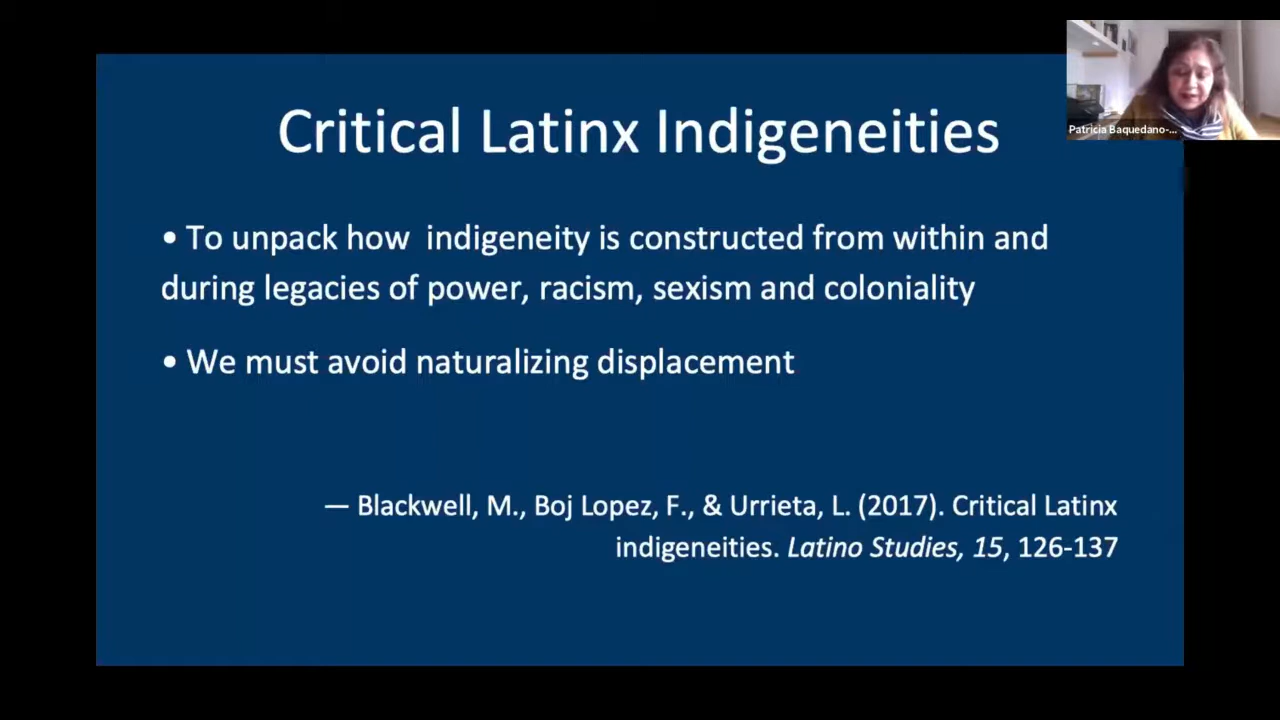 Critical Latinx Indigeneities
• To unpack how  indigeneity is constructed from within and
during legacies of power, racism, sexism and coloniality
• We must avoid naturalizing displacement
— Blackwell, M., Boj Lopez, F., & Urrieta, L. (2017). Critical Latinx
indigeneities. Latino Studies, 15, 126-137
Patricia Baquedano-...